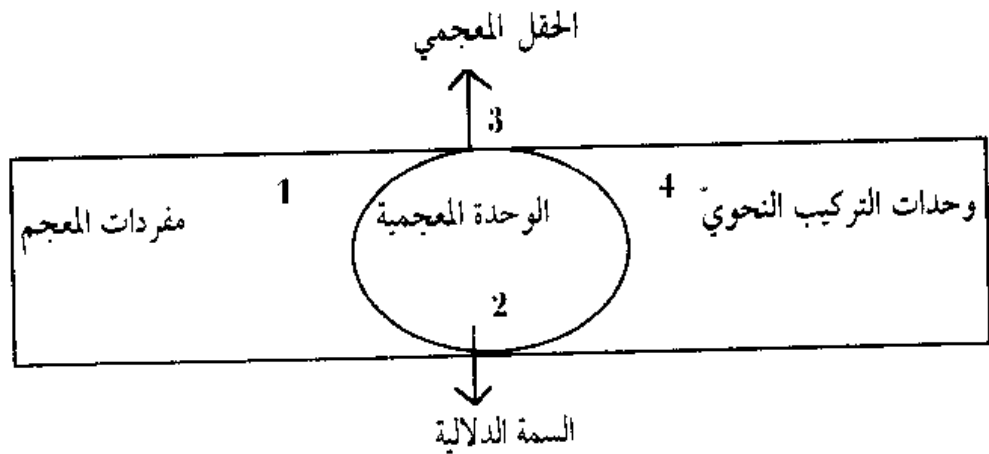 الحقل المعجمي
3
4 وحدات التركيب النحويّ
الوحدة المعجمية
1 مفردات المعجم
2
السمة الدلالية